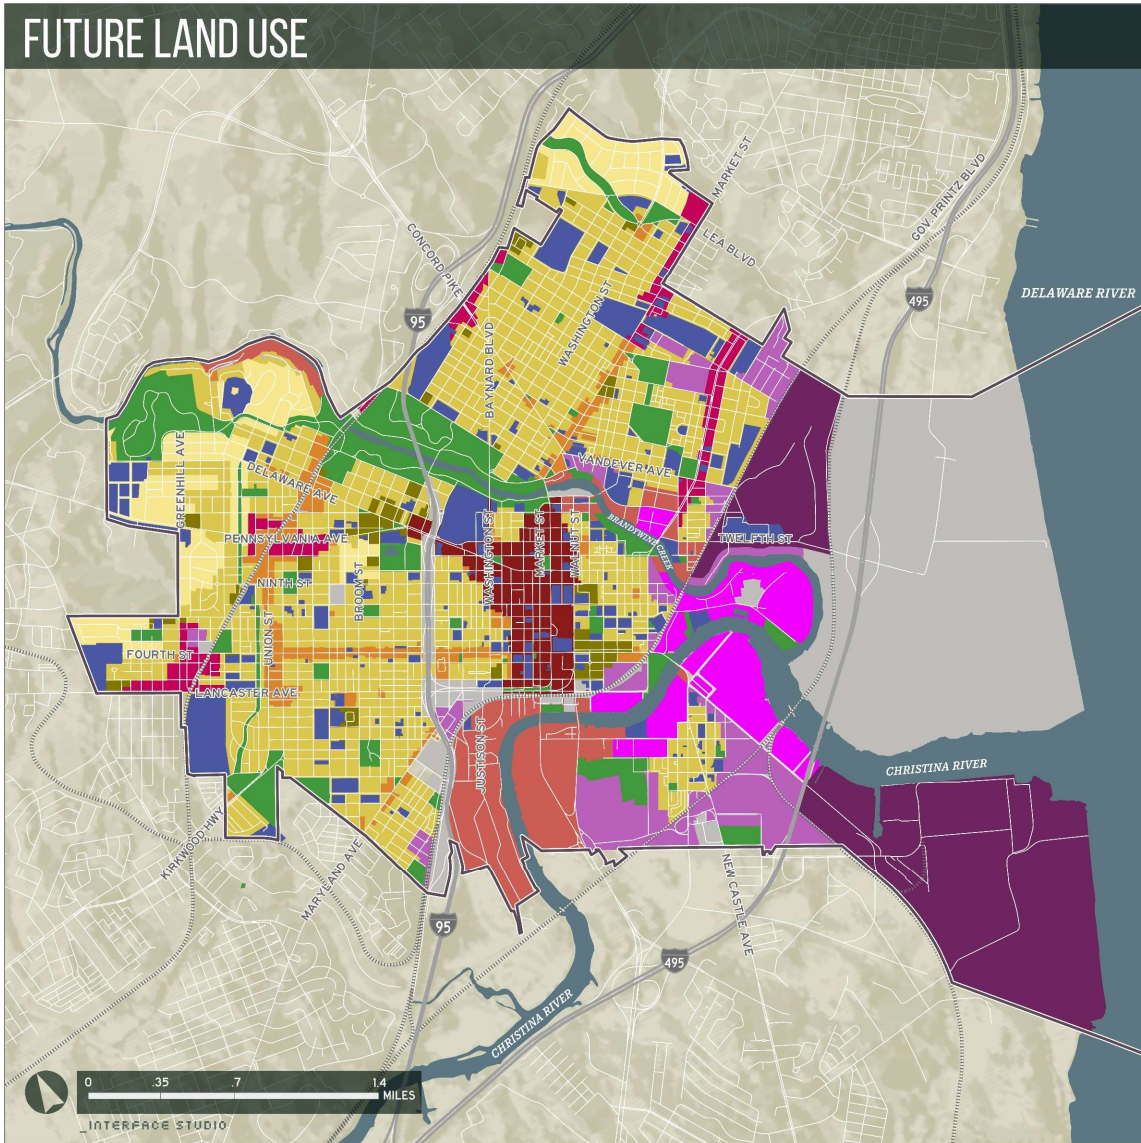 FUTURE LAND USE
MARKET ST
GOV. PRINTZ BLVD
CONCORD PIKE
LEA BLVD
495
DELAWARE RIVER
95
WASHINGTON ST
BAYNARD BLVD
GREENHILL AVE
DELAWARE AVE
VANDEVER AVE
PENNSYLVANIA AVE
WASHINGTON ST
MARKET ST
WALNUT ST
BRANDYWINE CREEK
TWELFTH ST
NINTH ST
BROOM ST
UNION ST
FOURTH ST
LANCASTER AVE
JUSTISON ST
CHRISTINA RIVER
KIRKWOOD HWY
MARYLAND AVE
NEW CASTLE AVE
95
495
CHRISTINA RIVER
0 .35 .7 1.4
MILES
_INTERFACE STUDIO